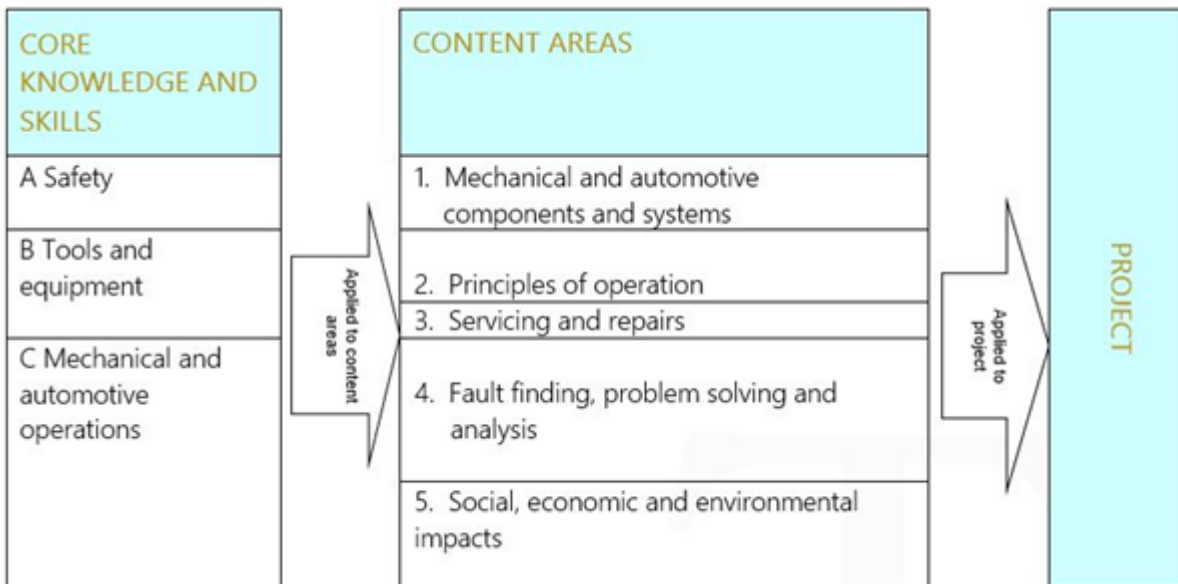 CORE
KNOWLEDGE AND
SKILLS
A Safety
B Tools and
equipment
C Mechanical and
automotive
operations
Applied to content
areas
CONTENT AREAS
1. Mechanical and automotive
components and systems
2. Principles of operation
3. Servicing and repairs
4. Fault finding, problem solving and
analysis
5. Social, economic and environmental
impacts
Applied to
project
PROJECT